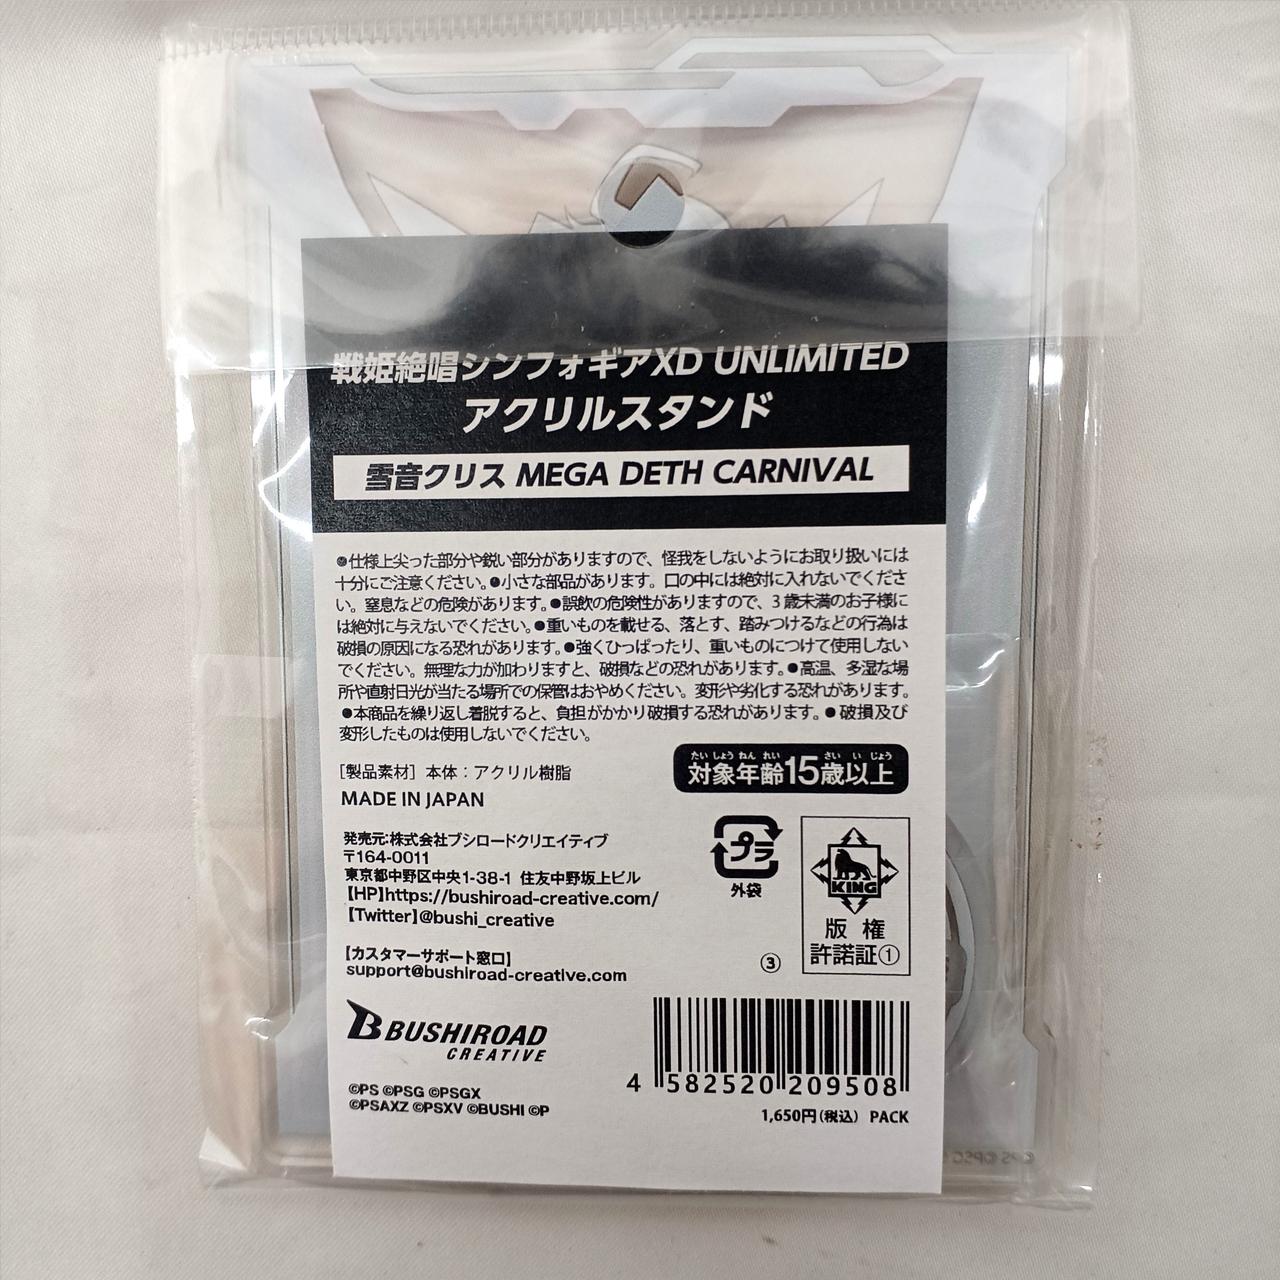 戦姫絶唱シンフォギアXD UNLIMITED
アクリルスタンド
雪音クリス MEGA DETH CARNIVAL
●仕様上尖った部分や鋭い部分がありますので、怪我をしないようにお取り扱いには
十分にご注意ください。●小さな部品があります。口の中には絶対に入れないでくださ
い。窒息などの危険があります。●誤飲の危険性がありますので、3歳未満のお子様に
は絶対に与えないでください。●重いものを載せる、落とす、踏みつけるなどの行為は
破損の原因になる恐れがあります。●強くひっぱったり、重いものにつけて使用しない
でください。無理な力が加わりますと、破損などの恐れがあります。●高温、多湿な場
所や直射日光が当たる場所での保管はおやめください。変形や劣化する恐れがあります。
●本商品を繰り返し着脱すると、負担がかかり破損する恐れがあります。●破損及び
変形したものは使用しないでください。
たいしょうねんれい さい いじょう
対象年齢15歳以上
[製品素材] 本体：アクリル樹脂
MADE IN JAPAN
発売元:株式会社ブシロードクリエイティブ
〒164-0011
東京都中野区中央1-38-1 住友中野坂上ビル
【HP】https://bushiroad-creative.com/
【Twitter】@bushi_creative
【カスタマーサポート窓口】
support@bushiroad-creative.com
プラ
外袋
KING
版権
許諾証①
③
BUSHIROAD
CREATIVE
©PS ©PSG ©PSGX
©PSAXZ ©PSXV ©BUSHI ©P
4 582520 209508
1,650円(税込) PACK